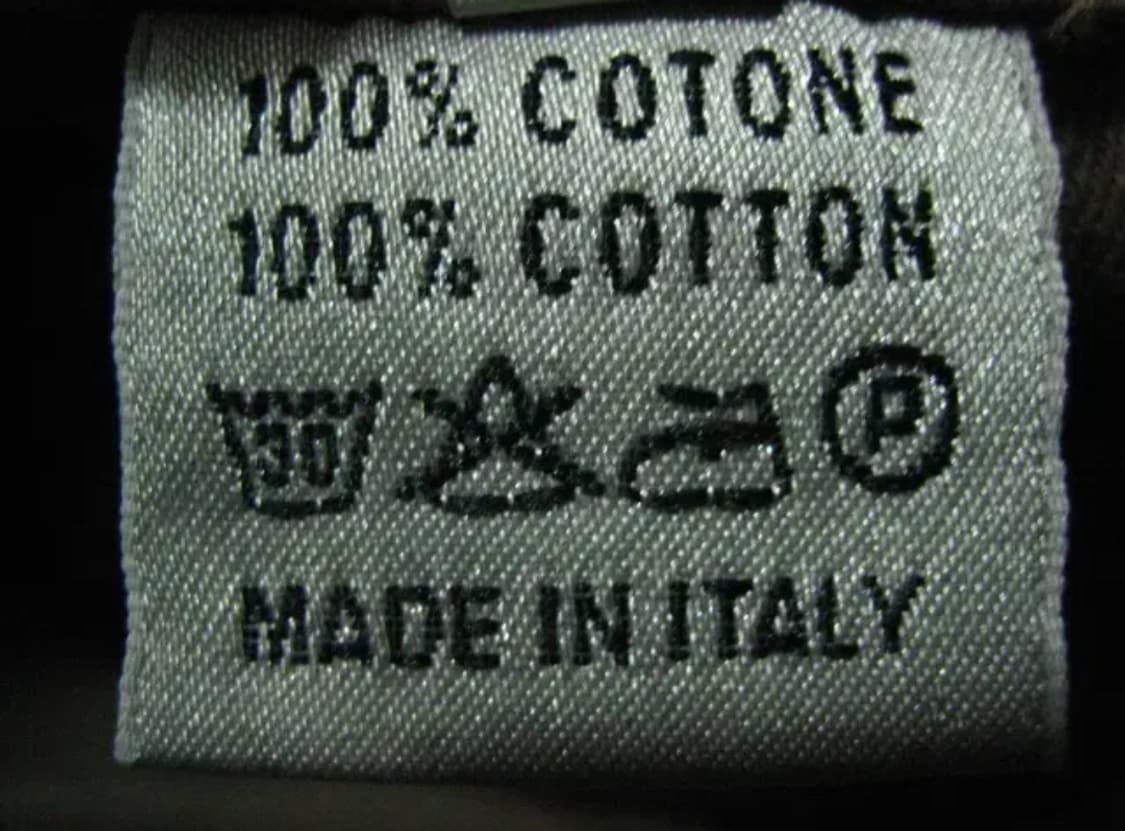 100% COTONE
100% COTTON
30 P
MADE IN ITALY